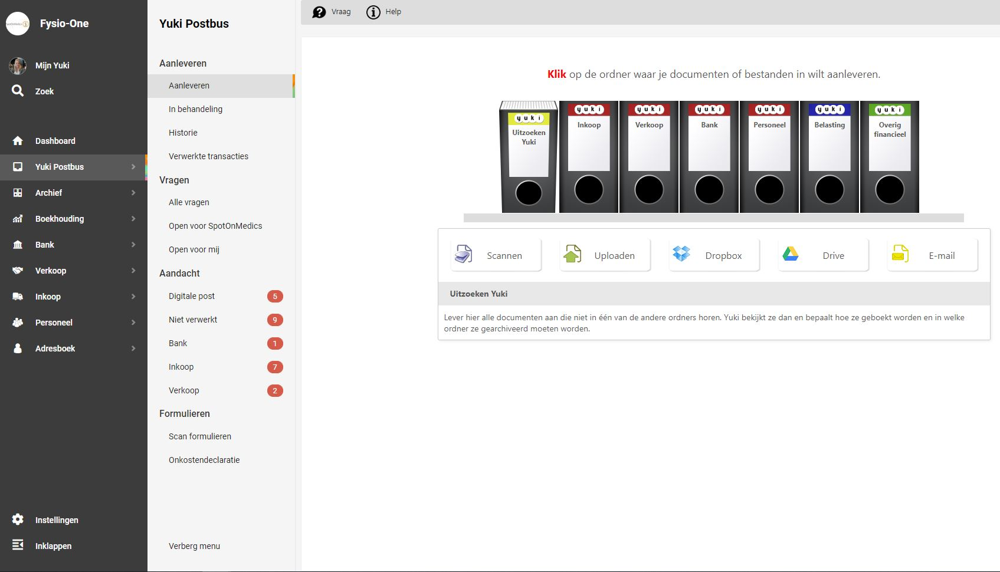 Fysio-One
Mijn Yuki
Zoek
Dashboard
Yuki Postbus
Archief
Boekhouding
Bank
Verkoop
Inkoop
Personeel
Adresboek
Instellingen
Inklappen
Yuki Postbus
Aanleveren
Aanleveren
In behandeling
Historie
Verwerkte transacties
Vragen
Alle vragen
Open voor SpotOnMedics
Open voor mij
Aandacht
Digitale post 5
Niet verwerkt 9
Bank 1
Inkoop 7
Verkoop 2
Formulieren
Scan formulieren
Onkostendeclaratie
Verberg menu
Vraag Help
Klik op de ordner waar je documenten of bestanden in wilt aanleveren.
yuki
Uitzoeken
Yuki
yuki
Inkoop
yuki
Verkoop
yuki
Bank
yuki
Personeel
yuki
Belasting
yuki
Overig
financieel
Scannen Uploaden Dropbox Drive E-mail
Uitzoeken Yuki
Lever hier alle documenten aan die niet in één van de andere ordners horen. Yuki bekijkt ze dan en bepaalt hoe ze geboekt worden en in welke
ordner ze gearchiveerd moeten worden.